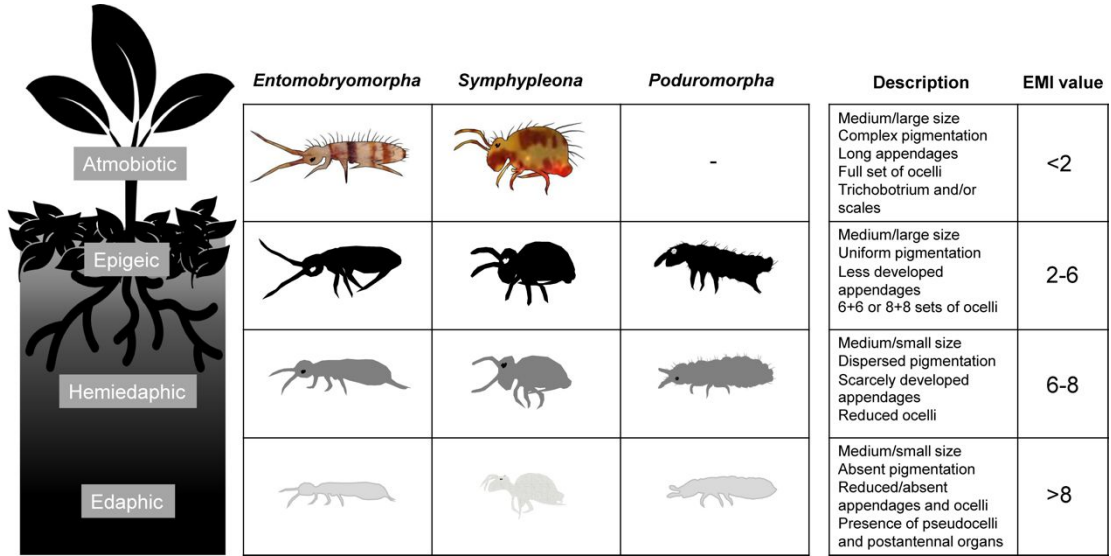 Entomobryomorpha Symphypleona Poduromorpha Description EMI value
Atmobiotic
-
Medium/large size
Complex pigmentation
Long appendages
Full set of ocelli
Trichobotrium and/or
scales
<2
Epigeic
Medium/large size
Uniform pigmentation
Less developed
appendages
6+6 or 8+8 sets of ocelli
2-6
Hemiedaphic
Medium/small size
Dispersed pigmentation
Scarcely developed
appendages
Reduced ocelli
6-8
Edaphic
Medium/small size
Absent pigmentation
Reduced/absent
appendages and ocelli
Presence of pseudocelli
and postantennal organs
>8